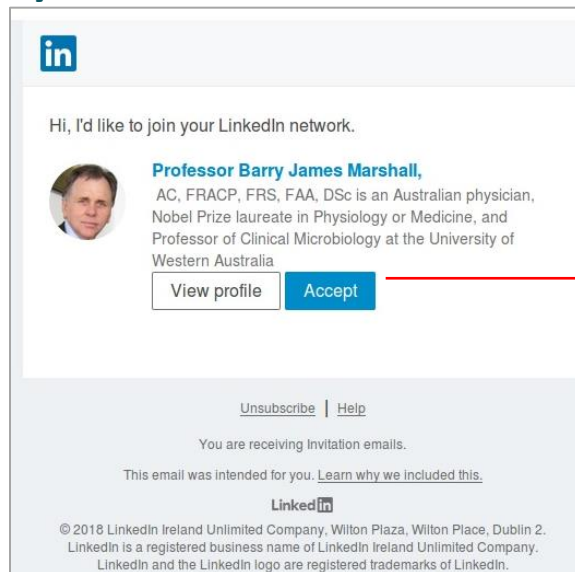 in
Hi, I'd like to join your LinkedIn network.
Professor Barry James Marshall,
AC, FRACP, FRS, FAA, DSc is an Australian physician,
Nobel Prize laureate in Physiology or Medicine, and
Professor of Clinical Microbiology at the University of
Western Australia
View profile Accept
Unsubscribe | Help
You are receiving Invitation emails.
This email was intended for you. Learn why we included this.
Linked in
© 2018 LinkedIn Ireland Unlimited Company, Wilton Plaza, Wilton Place, Dublin 2.
LinkedIn is a registered business name of LinkedIn Ireland Unlimited Company.
LinkedIn and the LinkedIn logo are registered trademarks of LinkedIn.